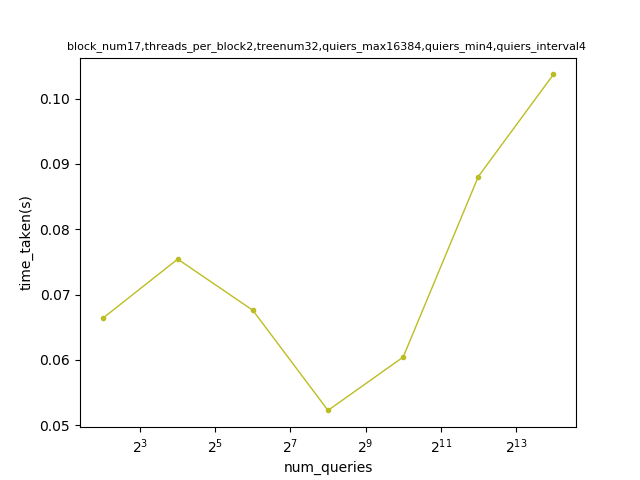 block_num17,threads_per_block2,treenum32,quiers_max16384,quiers_min4,quiers_interval4
0.10
0.09
0.08
0.07
0.06
0.05
time_taken(s)
2^3 2^5 2^7 2^9 2^11 2^13
num_queries